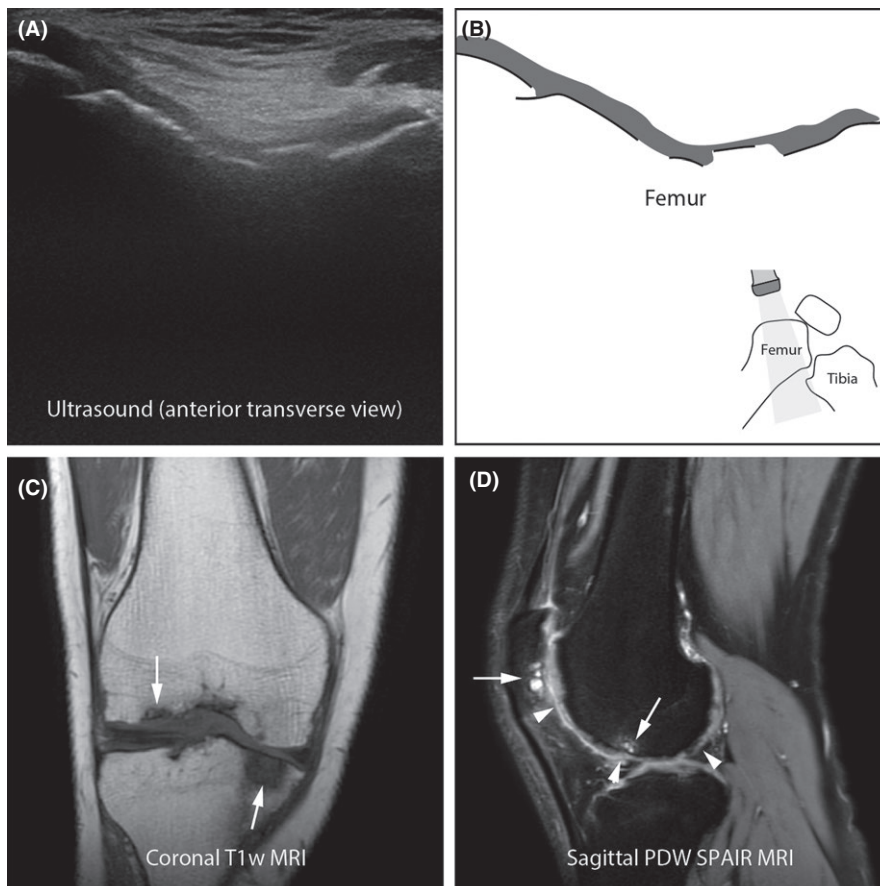 (A)
Ultrasound (anterior transverse view)
(B)
Femur
Femur
Tibia
(C)
Coronal T1w MRI
(D)
Sagittal PDW SPAIR MRI